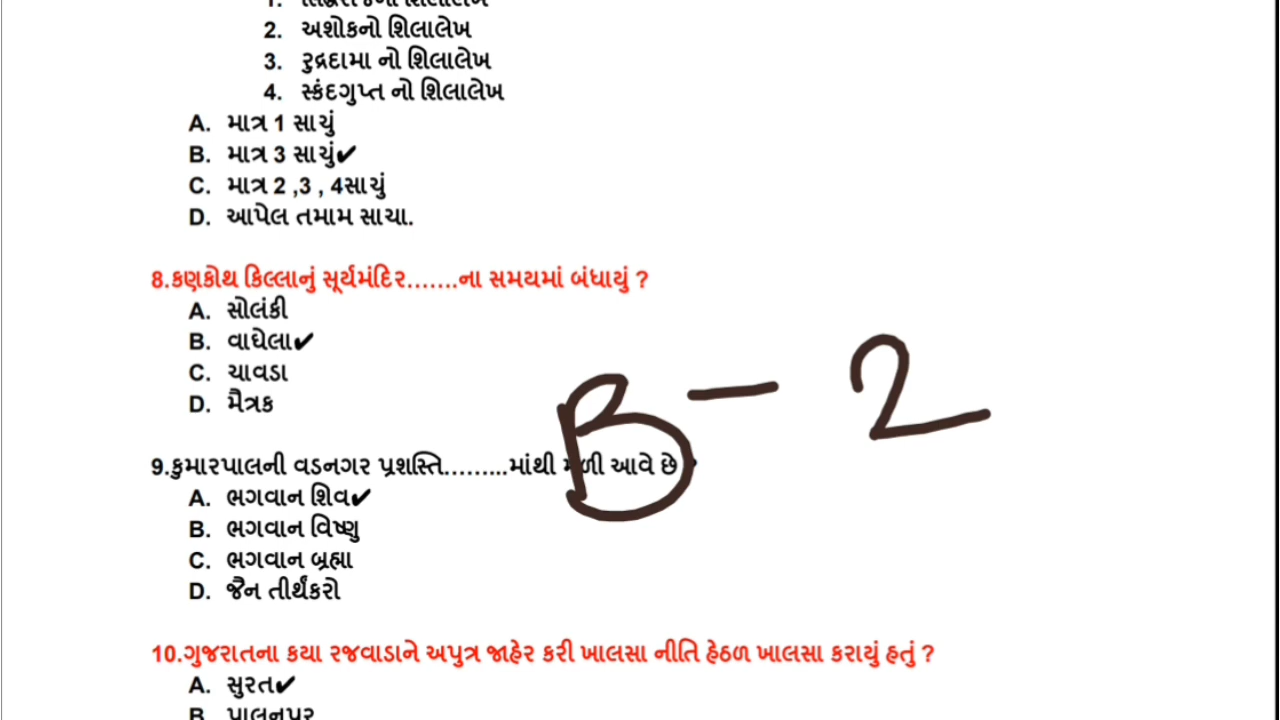 2. અશોકનો શિલાલેખ
3. રુદ્રદામા નો શિલાલેખ
4. સ્કંદગુપ્ત નો શિલાલેખ
A. માત્ર 1 સાચું
B. માત્ર 3 સાચું✔
C. માત્ર 2 ,3 , 4સાચું
D. આપેલ તમામ સાચા.
8.કણકોથ કિલ્લાનું સૂર્યમંદિર.......ના સમયમાં બંધાયું ?
A. સોલંકી
B. વાઘેલા✔
C. ચાવડા
D. મૈત્રક
B - 2
9.કુમારપાલની વડનગર પ્રશસ્તિ.........માંથી મળી આવે છે ?
A. ભગવાન શિવ✔
B. ભગવાન વિષ્ણુ
C. ભગવાન બ્રહ્મા
D. જૈન તીર્થંકરો
10.ગુજરાતના કયા રજવાડાને અપુત્ર જાહેર કરી ખાલસા નીતિ હેઠળ ખાલસા કરાયું હતું ?
A. સુરત✔
B. પાલનપુર